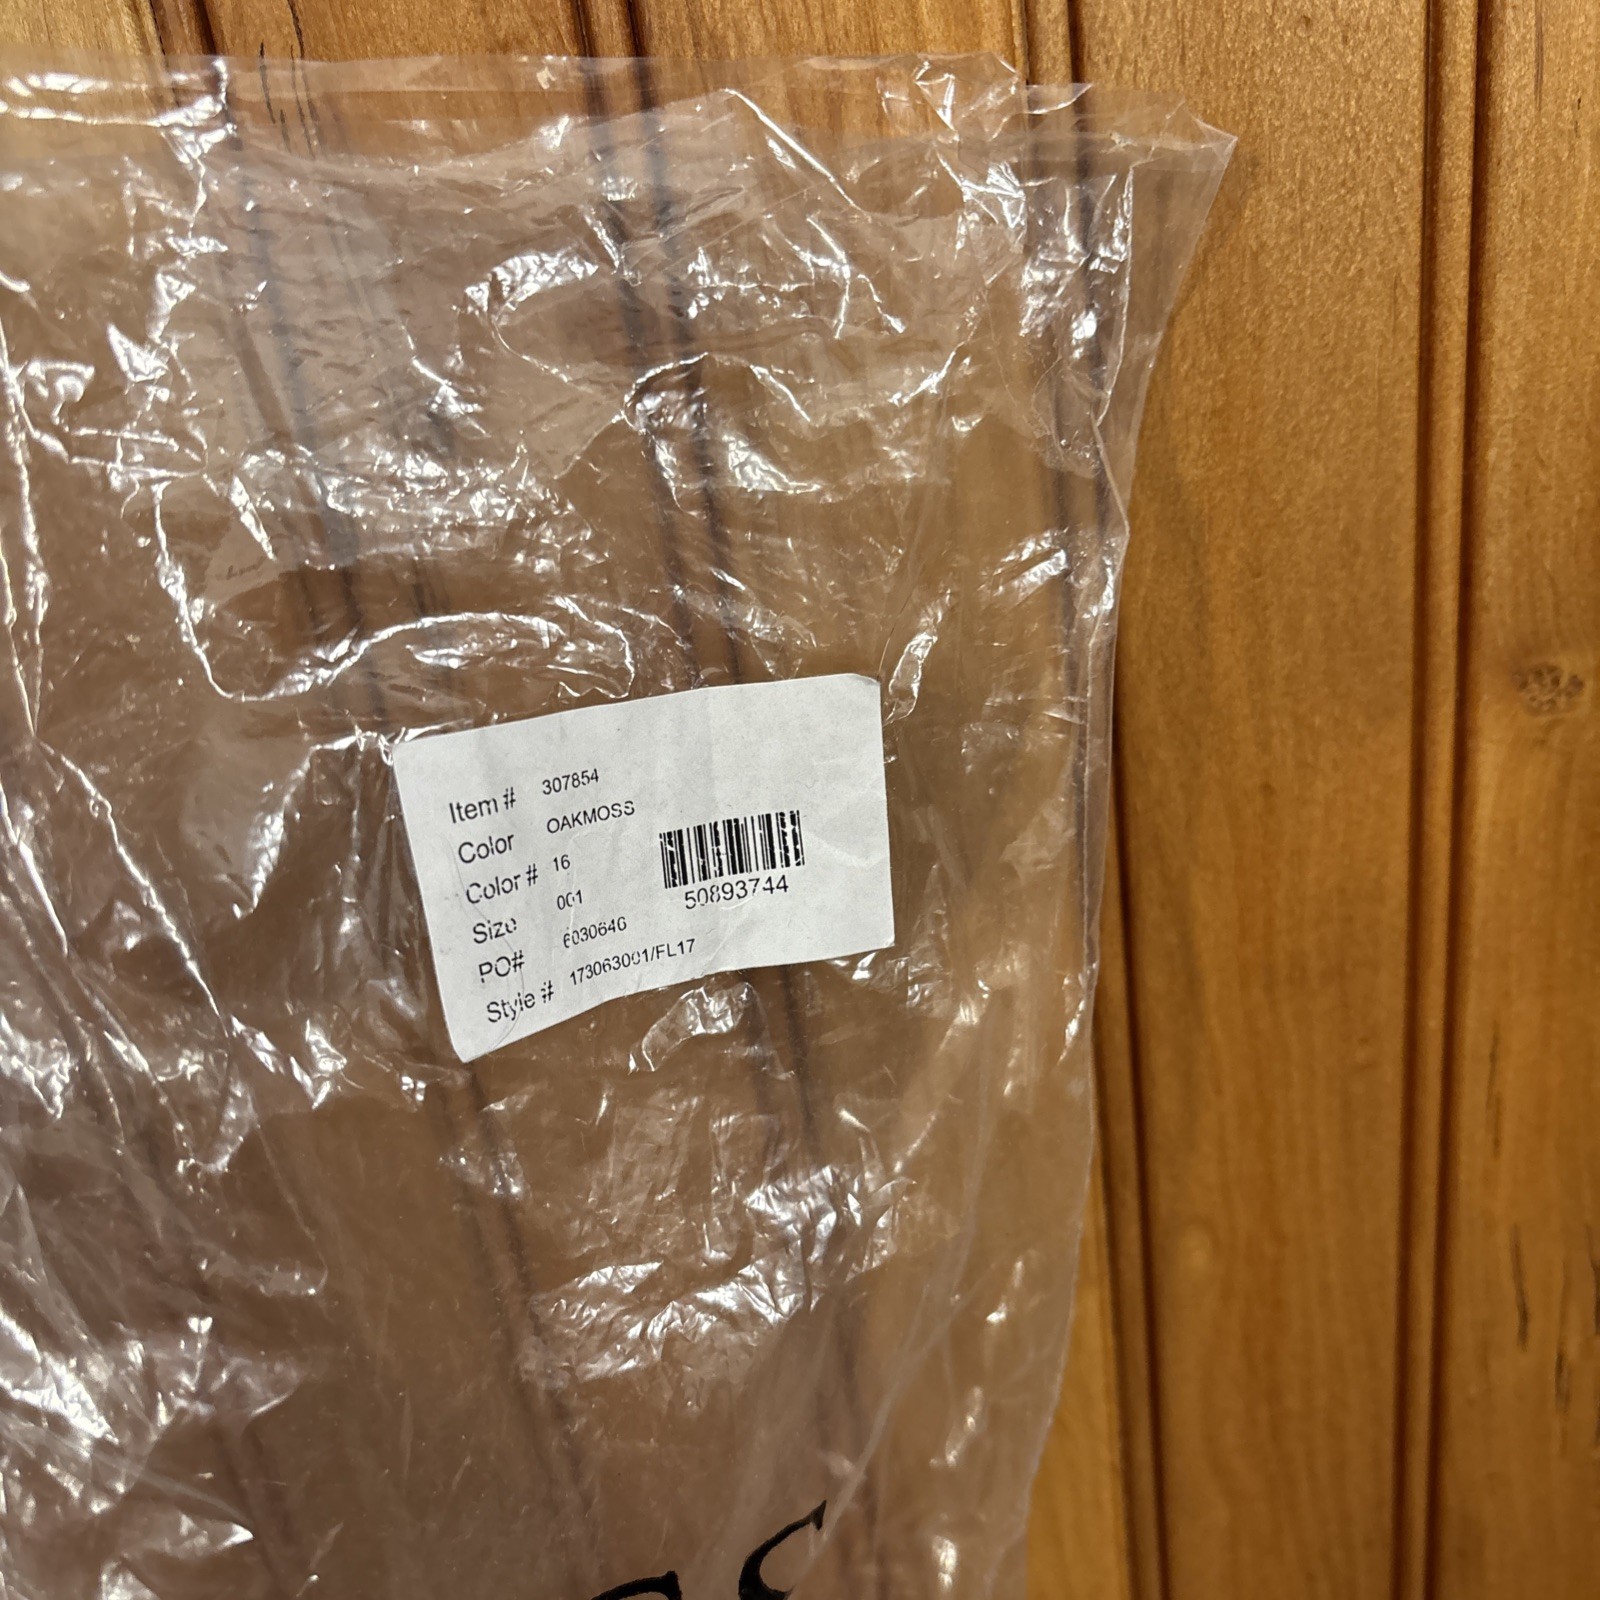 Item # 307854
Color OAKMOSS
Color # 16
Size 001
PO# 6030646
Style # 173063001/FL17
50893744